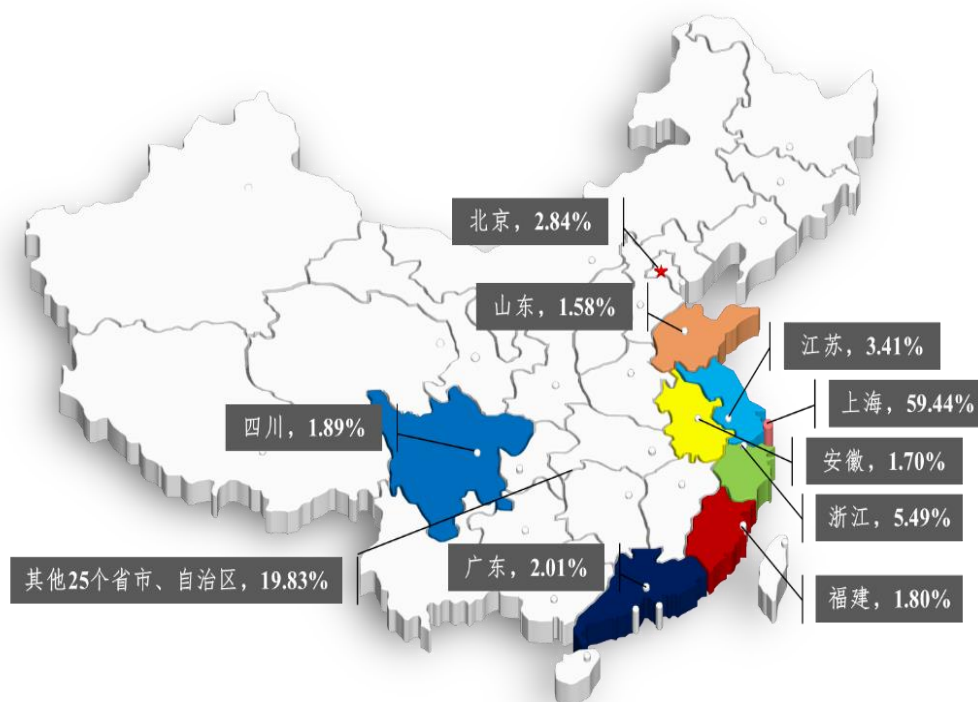 北京，2.84%
山东，1.58%
江苏，3.41%
上海，59.44%
四川，1.89%
安徽，1.70%
浙江，5.49%
其他25个省市、自治区，19.83%
广东，2.01%
福建，1.80%